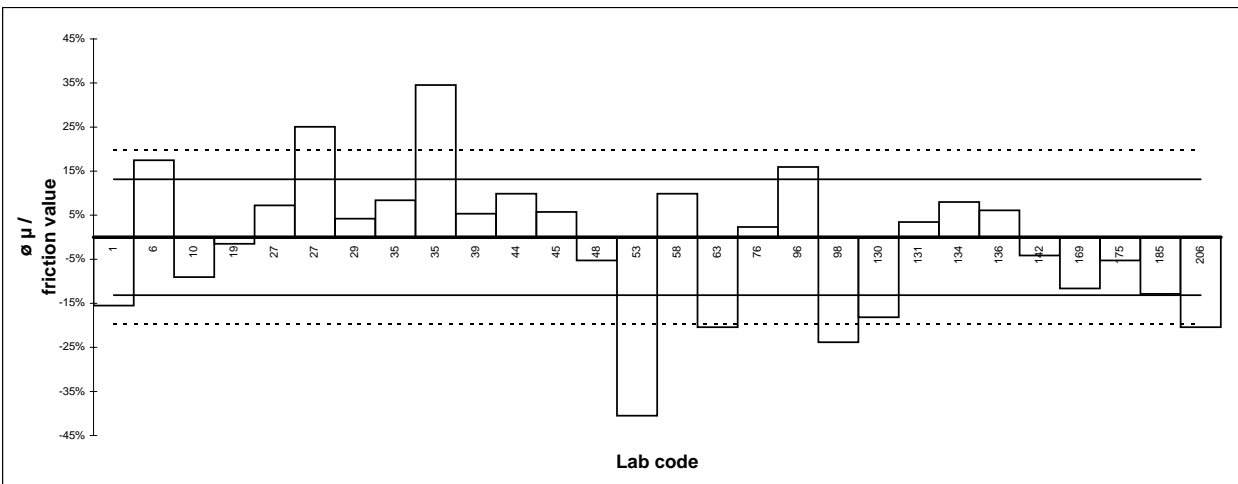 45%
35%
25%
15%
5%
-5%
-15%
-25%
-35%
-45%
ø μ /
friction value
1 6 10 19 27 27 29 35 35 39 44 45 48 53 58 63 76 96 98 130 131 134 136 142 169 175 185 206
Lab code